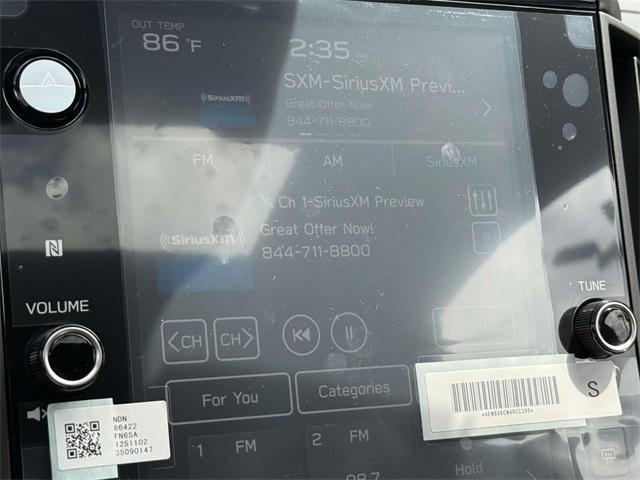 OUT TEMP
86 °F
2:35
SXM-SiriusXM Previ...
((SiriusXM))
Great Offer Now!
844-711-8800
FM
AM
SiriusXM
Ch 1-SiriusXM Preview
((SiriusXM))
Great Offer Now!
844-711-8800
VOLUME
TUNE
<CH
CH>
For You
Categories
NDN
86422
FN65A
1251102
35090147
S
1 FM
2 FM
98.7
Hold